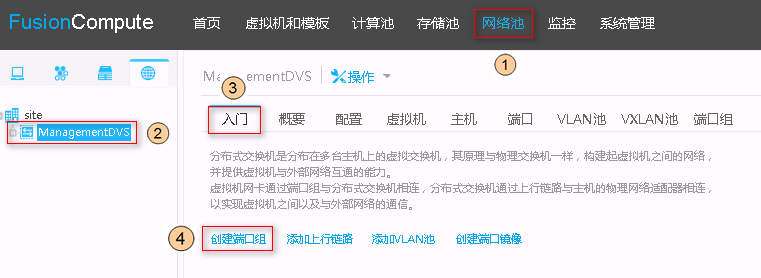 FusionCompute 首页 虚拟机和模板 计算池 存储池 网络池 监控 系统管理
1
ManagementDVS 操作
3
site
ManagementDVS 2
入门 概要 配置 虚拟机 主机 端口 VLAN池 VXLAN池 端口组
分布式交换机是分布在多台主机上的虚拟交换机，其原理与物理交换机一样，构建起虚拟机之间的网络，
并提供虚拟机与外部网络互通的能力。
虚拟机网卡通过端口组与分布式交换机相连，分布式交换机通过上行链路与主机的物理网络适配器相连，
以实现虚拟机之间以及与外部网络的通信。
4 创建端口组 添加上行链路 添加VLAN池 创建端口镜像